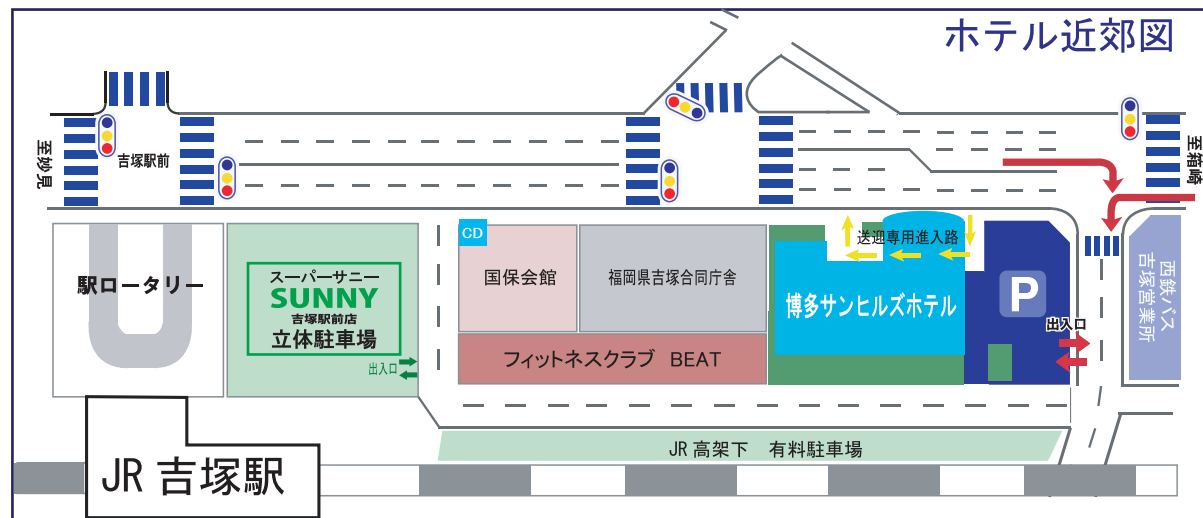 ホテル近郊図
至妙見
吉塚駅前
至箱崎
CD
駅ロータリー
スーパーサニー
SUNNY
吉塚駅前店
立体駐車場
出入口
国保会館
福岡県吉塚合同庁舎
フィットネスクラブ BEAT
送迎専用進入路
博多サンヒルズホテル
P
出入口
西鉄バス
吉塚営業所
JR高架下 有料駐車場
JR 吉塚駅